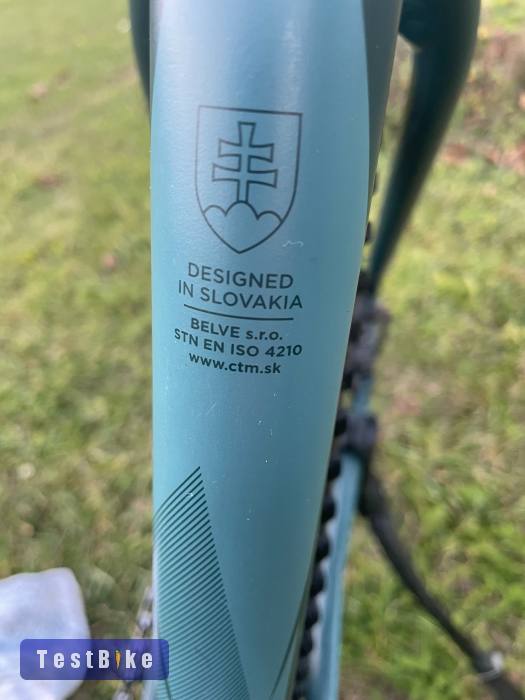 DESIGNED
IN SLOVAKIA
BELVE s.r.o.
STN EN ISO 4210
www.ctm.sk
TestBike